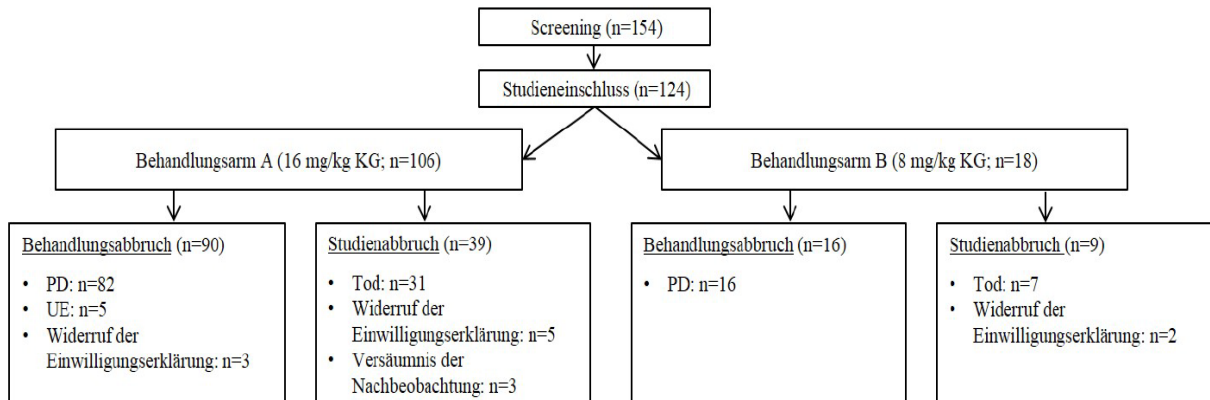 Screening (n=154)
Studieneinschluss (n=124)
Behandlungsarm A (16 mg/kg KG; n=106)
Behandlungsarm B (8 mg/kg KG; n=18)
Behandlungsabbruch (n=90)
• PD: n=82
• UE: n=5
• Widerruf der
Einwilligungserklärung: n=3
Studienabbruch (n=39)
• Tod: n=31
• Widerruf der
Einwilligungserklärung: n=5
• Versäumnis der
Nachbeobachtung: n=3
Behandlungsabbruch (n=16)
• PD: n=16
Studienabbruch (n=9)
• Tod: n=7
• Widerruf der
Einwilligungserklärung: n=2